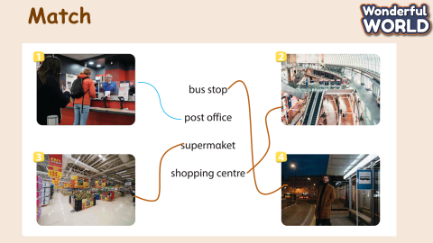 Match
Wonderful
WORLD
1
2
bus stop
post office
supermaket
shopping centre
3
4